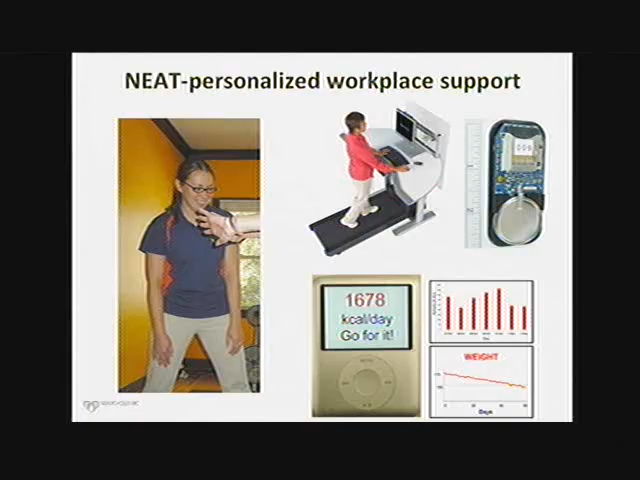 NEAT-personalized workplace support
1678
kcal/day
Go for it!
WEIGHT
Days